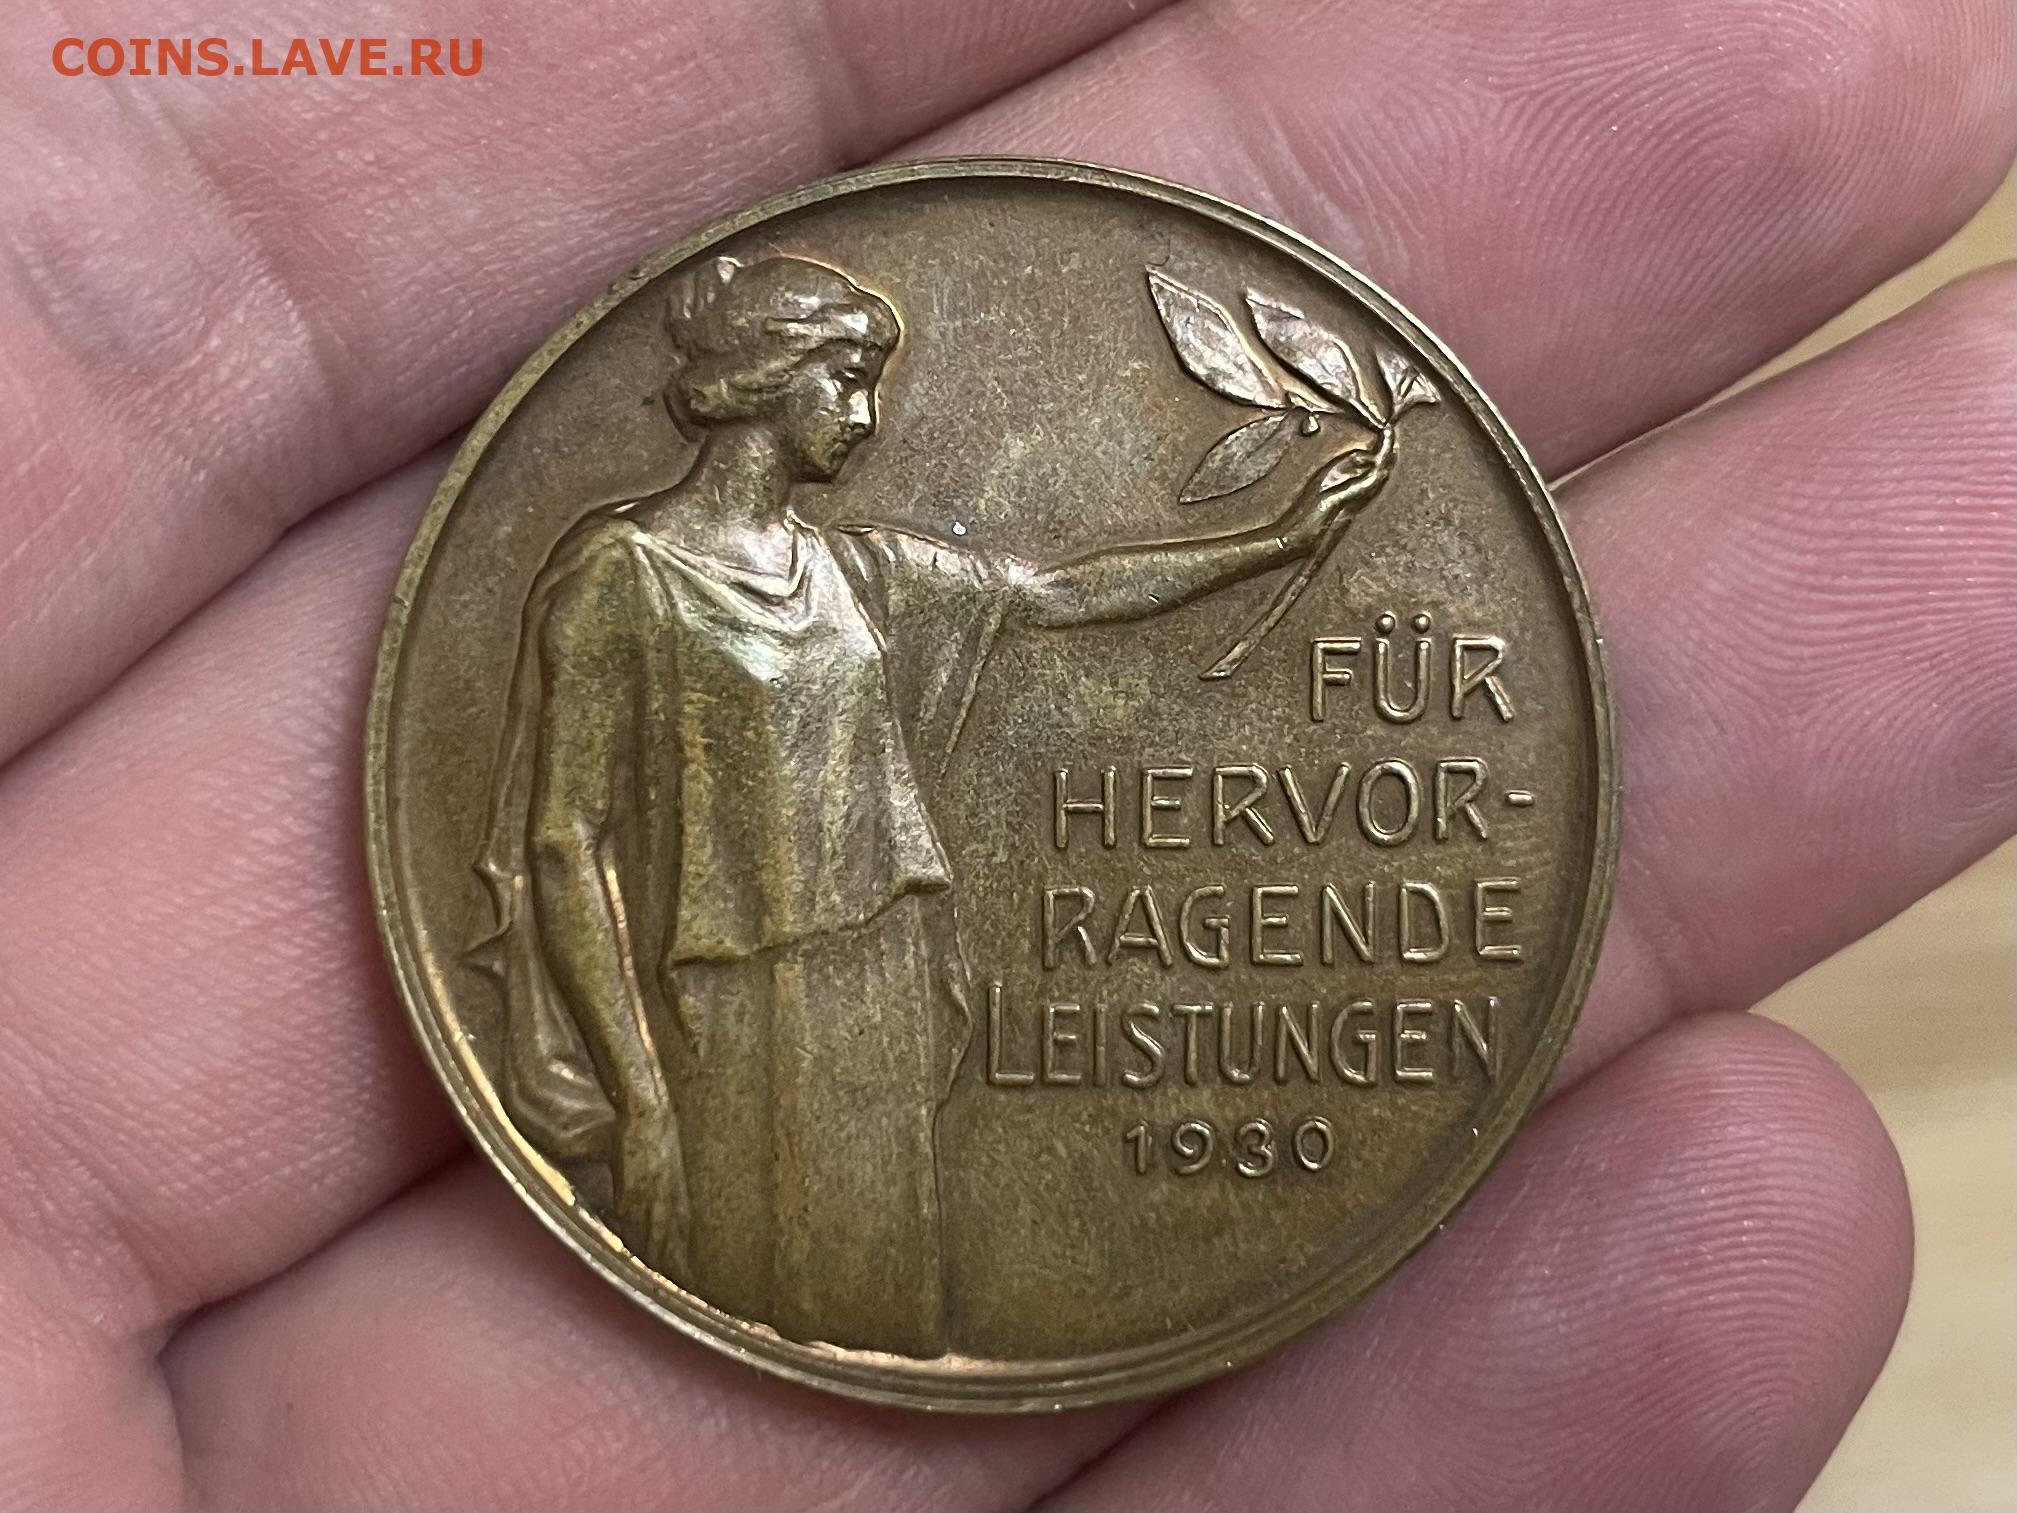 COINS.LAVE.RU
FÜR
HERVOR-
RAGENDE
LEISTUNGEN
1930